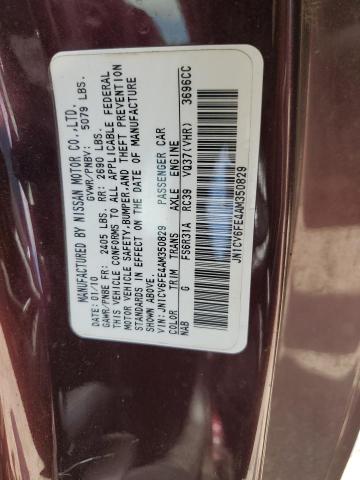 MANUFACTURED BY NISSAN MOTOR CO.,LTD.
DATE: 01/10 GVWR/PNBV: 5079 LBS.
GAWR/PNBE FR: 2405 LBS. RR: 2690 LBS.
THIS VEHICLE CONFORMS TO ALL APPLICABLE FEDERAL
MOTOR VEHICLE SAFETY,BUMPER,AND THEFT PREVENTION
STANDARDS IN EFFECT ON THE DATE OF MANUFACTURE
SHOWN ABOVE.
VIN: JN1CV6FE4AM350829 PASSENGER CAR
COLOR TRIM TRANS AXLE ENGINE
NAB G FS6R31A RC39 VQ37(VHR) 3696CC
JN1CV6FE4AM350829